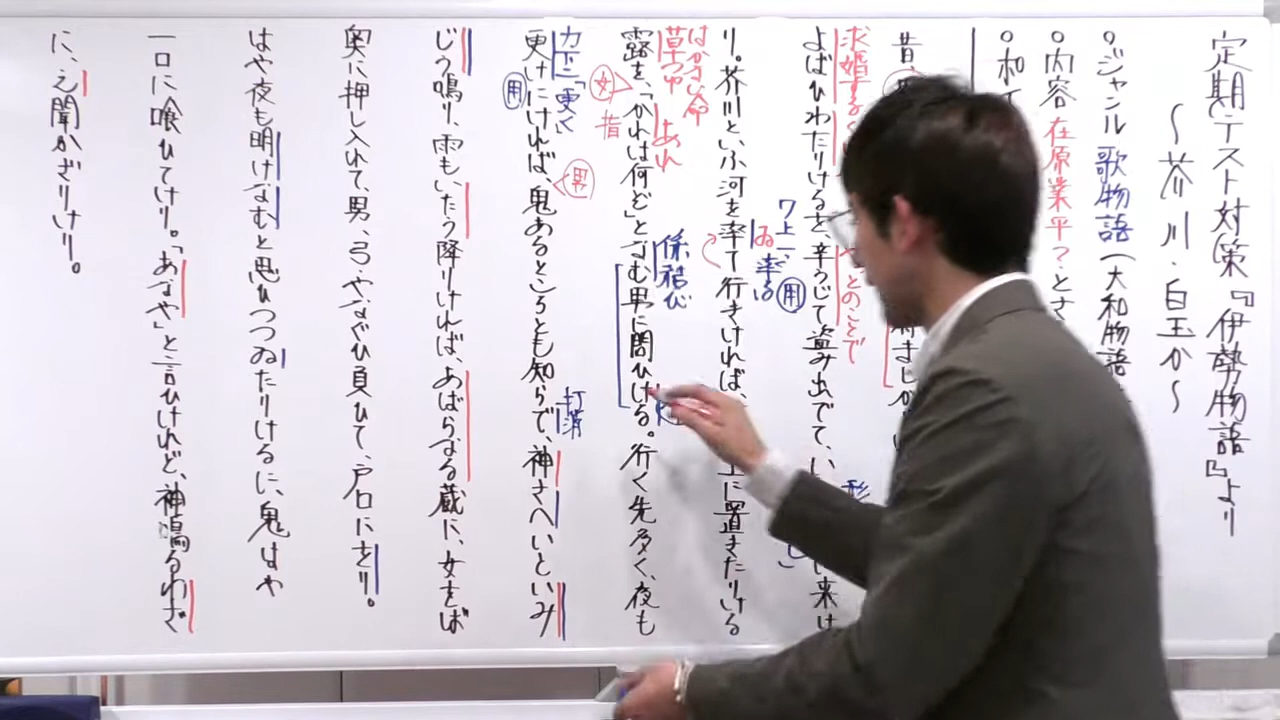 定期テスト対策『伊勢物語』より
～芥川・白玉か～
○ジャンル 歌物語（大和物語
○内容 在原業平？とさ
○和
昔、
求婚する
よばひわたりけるを、辛うじて盗み出でて、い
来け
やっとのことで
ワ上一
ゐ
率る
用
り。芥川といふ河を率て行きければ、
上に置きたりける
はかない命
草つゆ
あれ
係結び
露を、「かれは何ぞ」となむ男に問ひける。行く先多く、夜も
女
昔
カ下二「更く」
用
男
打消
更けにければ、鬼あるところとも知らで、神さへいといみ
じう鳴り、雨もいたう降りければ、あばらなる蔵に、女をば
奥に押し入れて、男、弓・やなぐひ負ひて、戸口にをり。
はや夜も明けなむと思ひつつゐたりけるに、鬼はや
一口に喰ひてけり。「あなや」と言ひけれど、神鳴るわざ
に、え聞かざりけり。